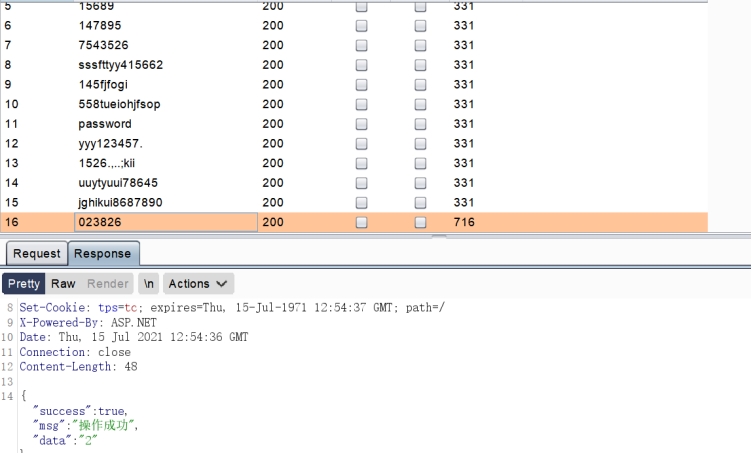 5 15689 200 331
6 147895 200 331
7 7543526 200 331
8 sssfttyy415662 200 331
9 145fjfogi 200 331
10 558tueiohjfsop 200 331
11 password 200 331
12 yyy123457. 200 331
13 1526.,..;kii 200 331
14 uuytyuui78645 200 331
15 jghikui8687890 200 331
16 023826 200 716
Request Response
Pretty Raw Render \n Actions
8 Set-Cookie: tps=tc; expires=Thu, 15-Jul-1971 12:54:37 GMT; path=/
9 X-Powered-By: ASP.NET
10 Date: Thu, 15 Jul 2021 12:54:36 GMT
11 Connection: close
12 Content-Length: 48
13
14 {
"success":true,
"msg":"操作成功",
"data":"2"